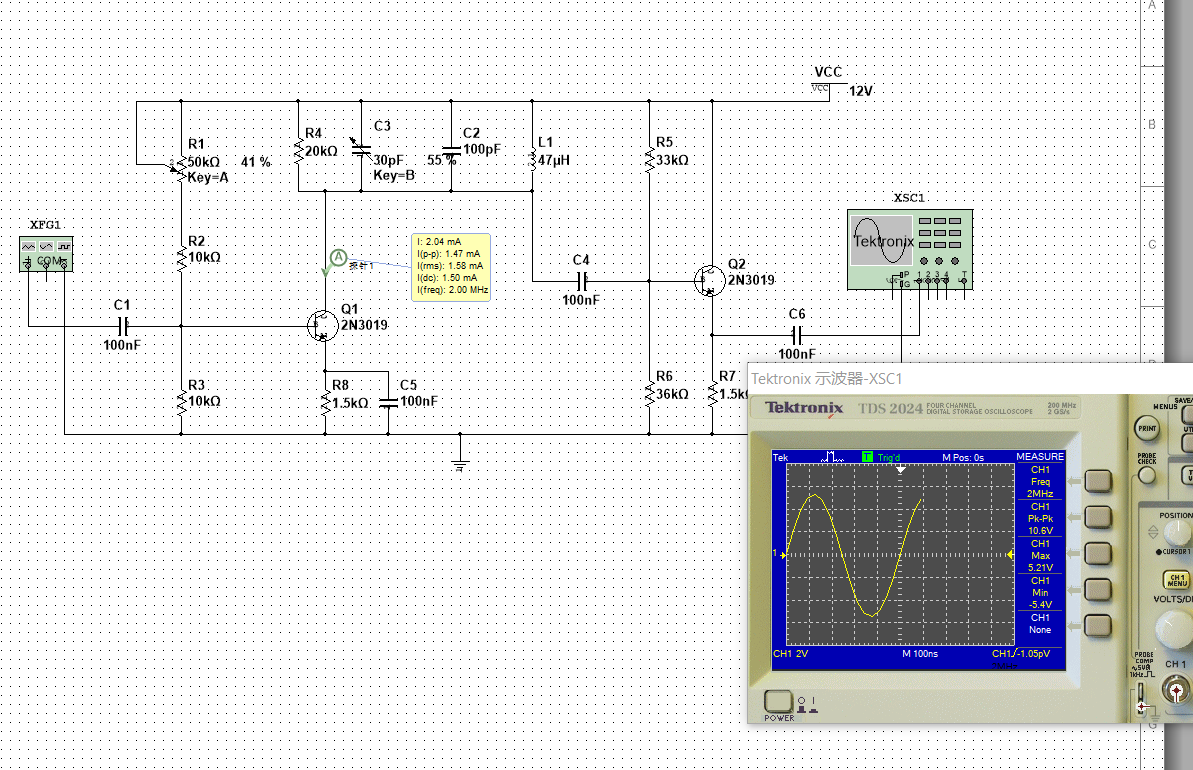 A
B
VCC
VCC
12V
R1
50kΩ
41 %
Key=A
R4
20kΩ
C3
30pF
55 %
Key=B
C2
100pF
L1
47µH
R5
33kΩ
XSC1
Tektronix
P
G
1 2 3 4
T
XFG1
COM
R2
10kΩ
探针1
A
I: 2.04 mA
I(p-p): 1.47 mA
I(rms): 1.58 mA
I(dc): 1.50 mA
I(freq): 2.00 MHz
C4
100nF
Q2
2N3019
C1
100nF
Q1
2N3019
C6
100nF
R3
10kΩ
R8
1.5kΩ
C5
100nF
R6
36kΩ
R7
1.5k
Tektronix 示波器-XSC1
Tektronix
TDS 2024
FOUR CHANNEL
DIGITAL STORAGE OSCILLOSCOPE
200 MHz
2 GS/s
SAVE/
MENUS
PRINT
UTI
PROBE
CHECK
POSITION
CURSOR 1
CH 1
MENU
VOLTS/DI
CH 1
PROBE
COMP
~5V
1kHz
Tek
T
Trig'd
M Pos: 0s
MEASURE
CH1
Freq
2MHz
CH1
Pk-Pk
10.6V
CH1
Max
5.21V
CH1
Min
-5.4V
CH1
None
1
CH1 2V
M 100ns
CH1 /-1.05pV
POWER